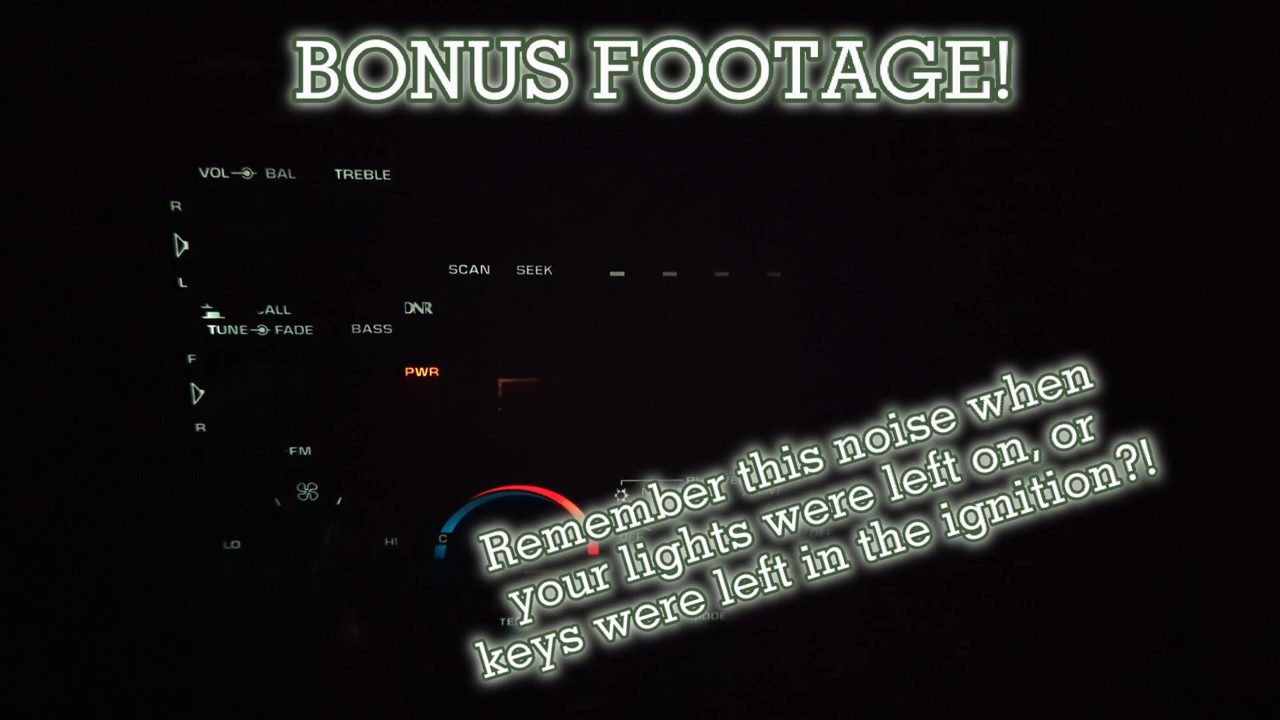 BONUS FOOTAGE!
VOL BAL TREBLE
R
SCAN SEEK
L
ALL DNR
TUNE FADE BASS
F
PWR
R
FM
LO HI C
Remember this noise when
your lights were left on, or
keys were left in the ignition?!